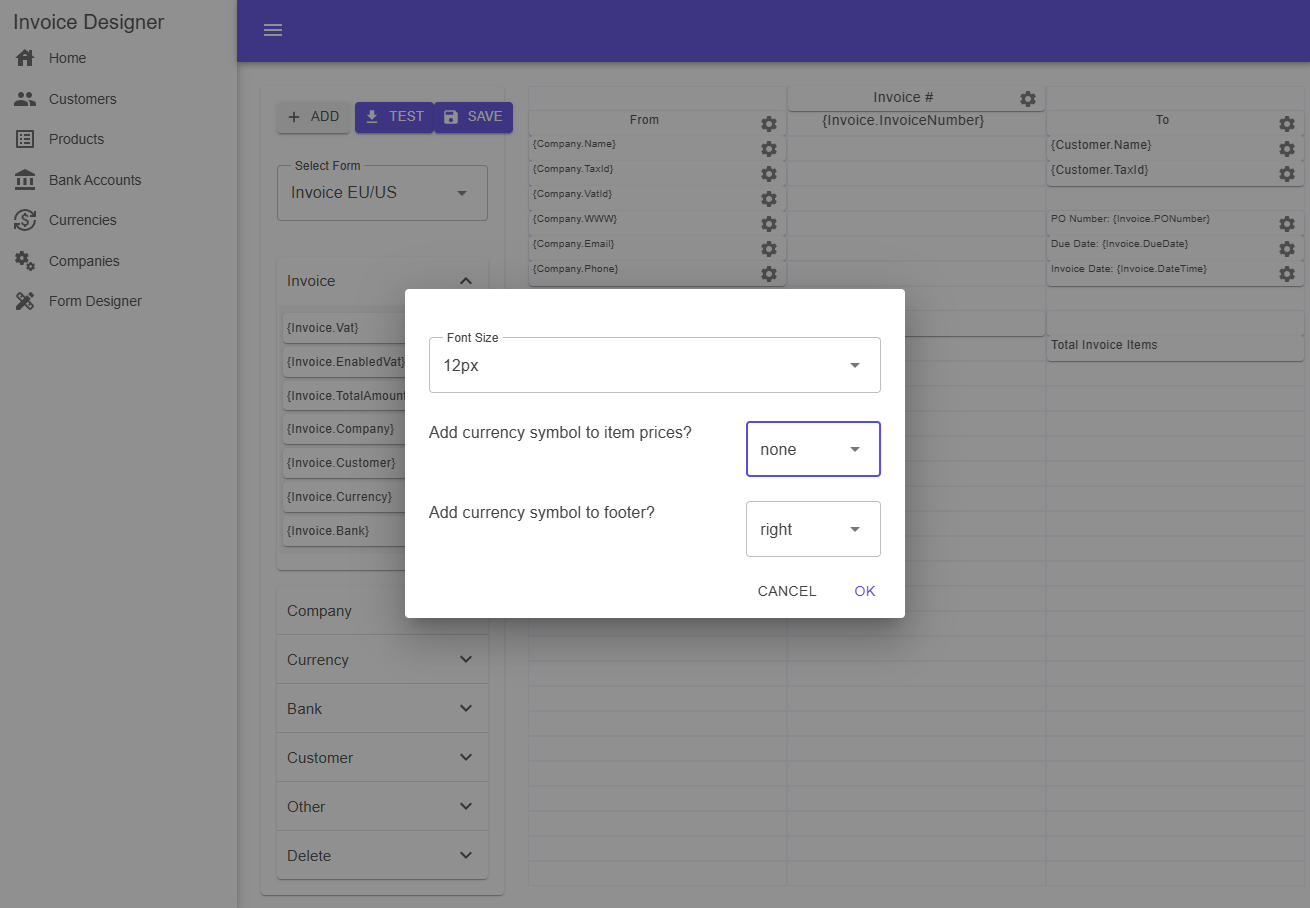 Invoice Designer
Home
Customers
Products
Bank Accounts
Currencies
Companies
Form Designer
ADD
TEST
SAVE
Select Form
Invoice EU/US
Invoice
{Invoice.Vat}
{Invoice.EnabledVat}
{Invoice.TotalAmount
{Invoice.Company}
{Invoice.Customer}
{Invoice.Currency}
{Invoice.Bank}
Company
Currency
Bank
Customer
Other
Delete
Invoice #
{Invoice.InvoiceNumber}
From
{Company.Name}
{Company.TaxId}
{Company.VatId}
{Company.WWW}
{Company.Email}
{Company.Phone}
To
{Customer.Name}
{Customer.TaxId}
PO Number: {Invoice.PONumber}
Due Date: {Invoice.DueDate}
Invoice Date: {Invoice.DateTime}
Total Invoice Items
Font Size
12px
Add currency symbol to item prices?
none
Add currency symbol to footer?
right
CANCEL
OK